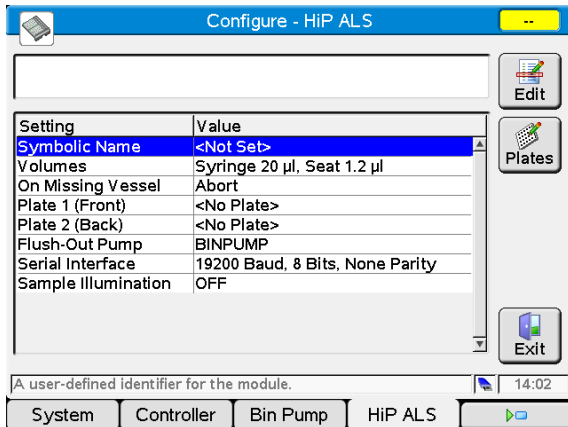 Configure - HiP ALS
--
Edit
Setting Value
Symbolic Name <Not Set>
Volumes Syringe 20 µl, Seat 1.2 µl
Plates
On Missing Vessel Abort
Plate 1 (Front) <No Plate>
Plate 2 (Back) <No Plate>
Flush-Out Pump BINPUMP
Serial Interface 19200 Baud, 8 Bits, None Parity
Sample Illumination OFF
Exit
A user-defined identifier for the module. 14:02
System Controller Bin Pump HiP ALS